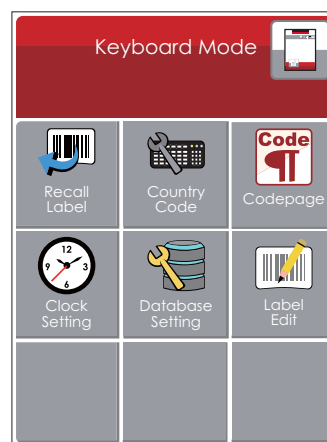 Keyboard Mode
Recall
Label
Country
Code
Code
Codepage
12
9
3
6
Clock
Setting
Database
Setting
Label
Edit